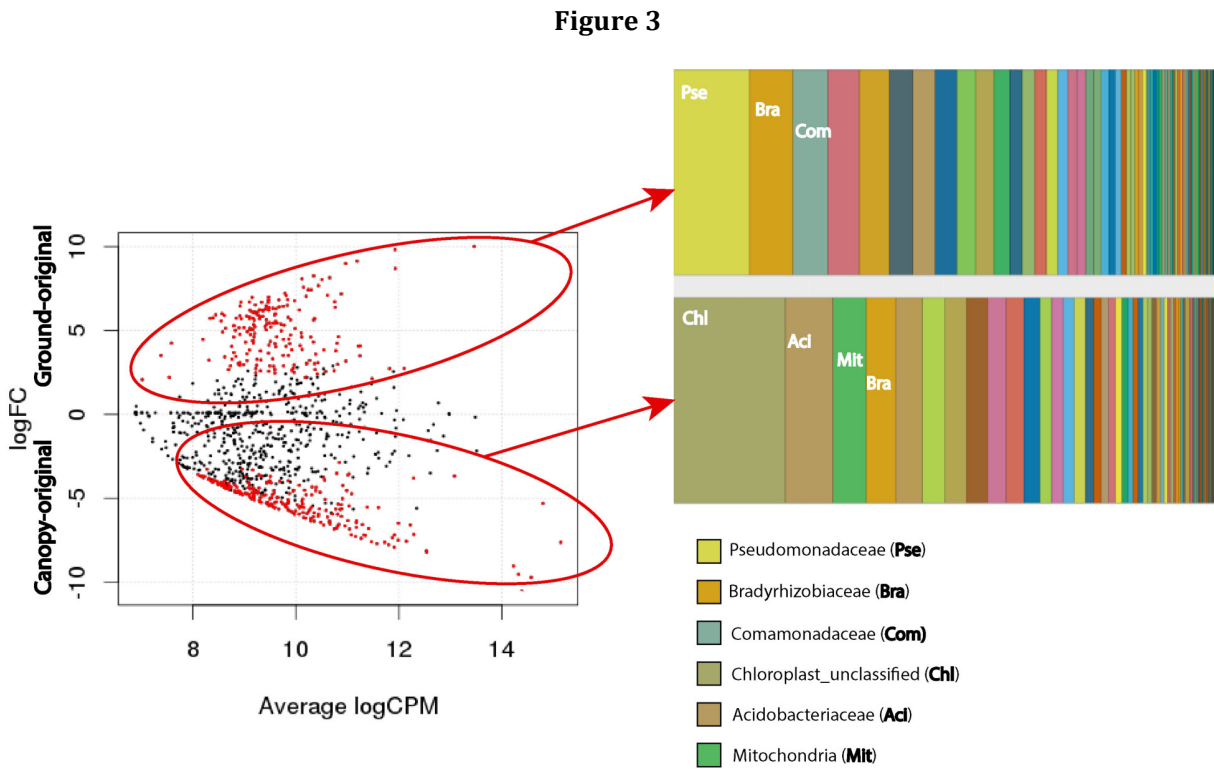 Figure 3
Pse
Bra
Com
Chl
Aci
Mit
Bra
Ground-original
Canopy-original
logFC
10
5
0
-5
-10
8
10
12
14
Average logCPM
Pseudomonadaceae (Pse)
Bradyrhizobiaceae (Bra)
Comamonadaceae (Com)
Chloroplast_unclassified (Chl)
Acidobacteriaceae (Aci)
Mitochondria (Mit)